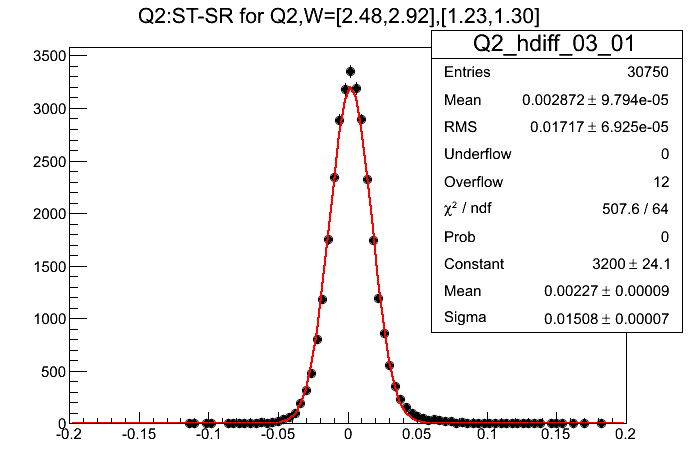 Q2:ST-SR for Q2,W=[2.48,2.92],[1.23,1.30]
Q2_hdiff_03_01
Entries 30750
Mean 0.002872 ± 9.794e-05
RMS 0.01717 ± 6.925e-05
Underflow 0
Overflow 12
χ² / ndf 507.6 / 64
Prob 0
Constant 3200 ± 24.1
Mean 0.00227 ± 0.00009
Sigma 0.01508 ± 0.00007
3500
3000
2500
2000
1500
1000
500
0
-0.2 -0.15 -0.1 -0.05 0 0.05 0.1 0.15 0.2